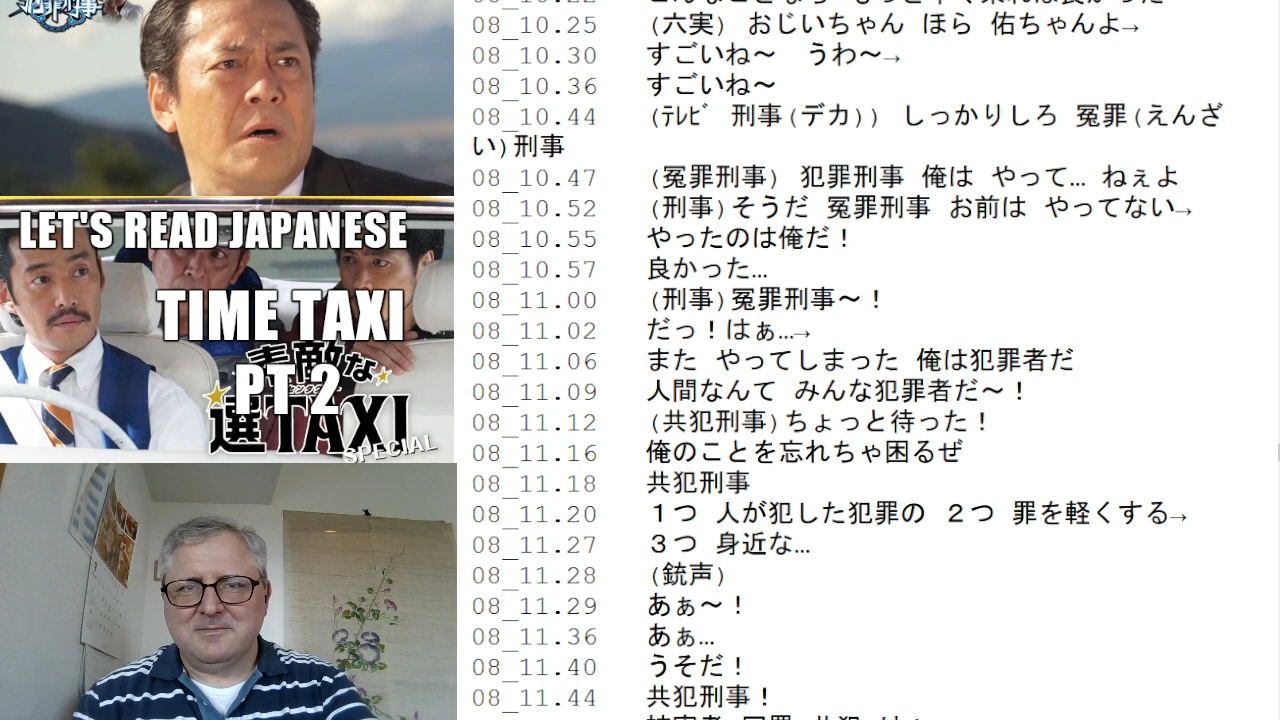 犯罪刑事
LET'S READ JAPANESE
TIME TAXI
PT 2
素敵な
選TAXI
SPECIAL
08_10.25 (六実) おじいちゃん ほら 佑ちゃんよ→
08_10.30 すごいね〜 うわ〜→
08_10.36 すごいね〜
08_10.44 (ﾃﾚﾋﾞ 刑事(デカ)) しっかりしろ 冤罪(えんざ
い)刑事
08_10.47 (冤罪刑事) 犯罪刑事 俺は やって… ねぇよ
08_10.52 (刑事)そうだ 冤罪刑事 お前は やってない→
08_10.55 やったのは俺だ！
08_10.57 良かった…
08_11.00 (刑事)冤罪刑事〜！
08_11.02 だっ！はぁ…→
08_11.06 また やってしまった 俺は犯罪者だ
08_11.09 人間なんて みんな犯罪者だ〜！
08_11.12 (共犯刑事)ちょっと待った！
08_11.16 俺のことを忘れちゃ困るぜ
08_11.18 共犯刑事
08_11.20 １つ 人が犯した犯罪の ２つ 罪を軽くする→
08_11.27 ３つ 身近な…
08_11.28 (銃声)
08_11.29 あぁ〜！
08_11.36 あぁ…
08_11.40 うそだ！
08_11.44 共犯刑事！